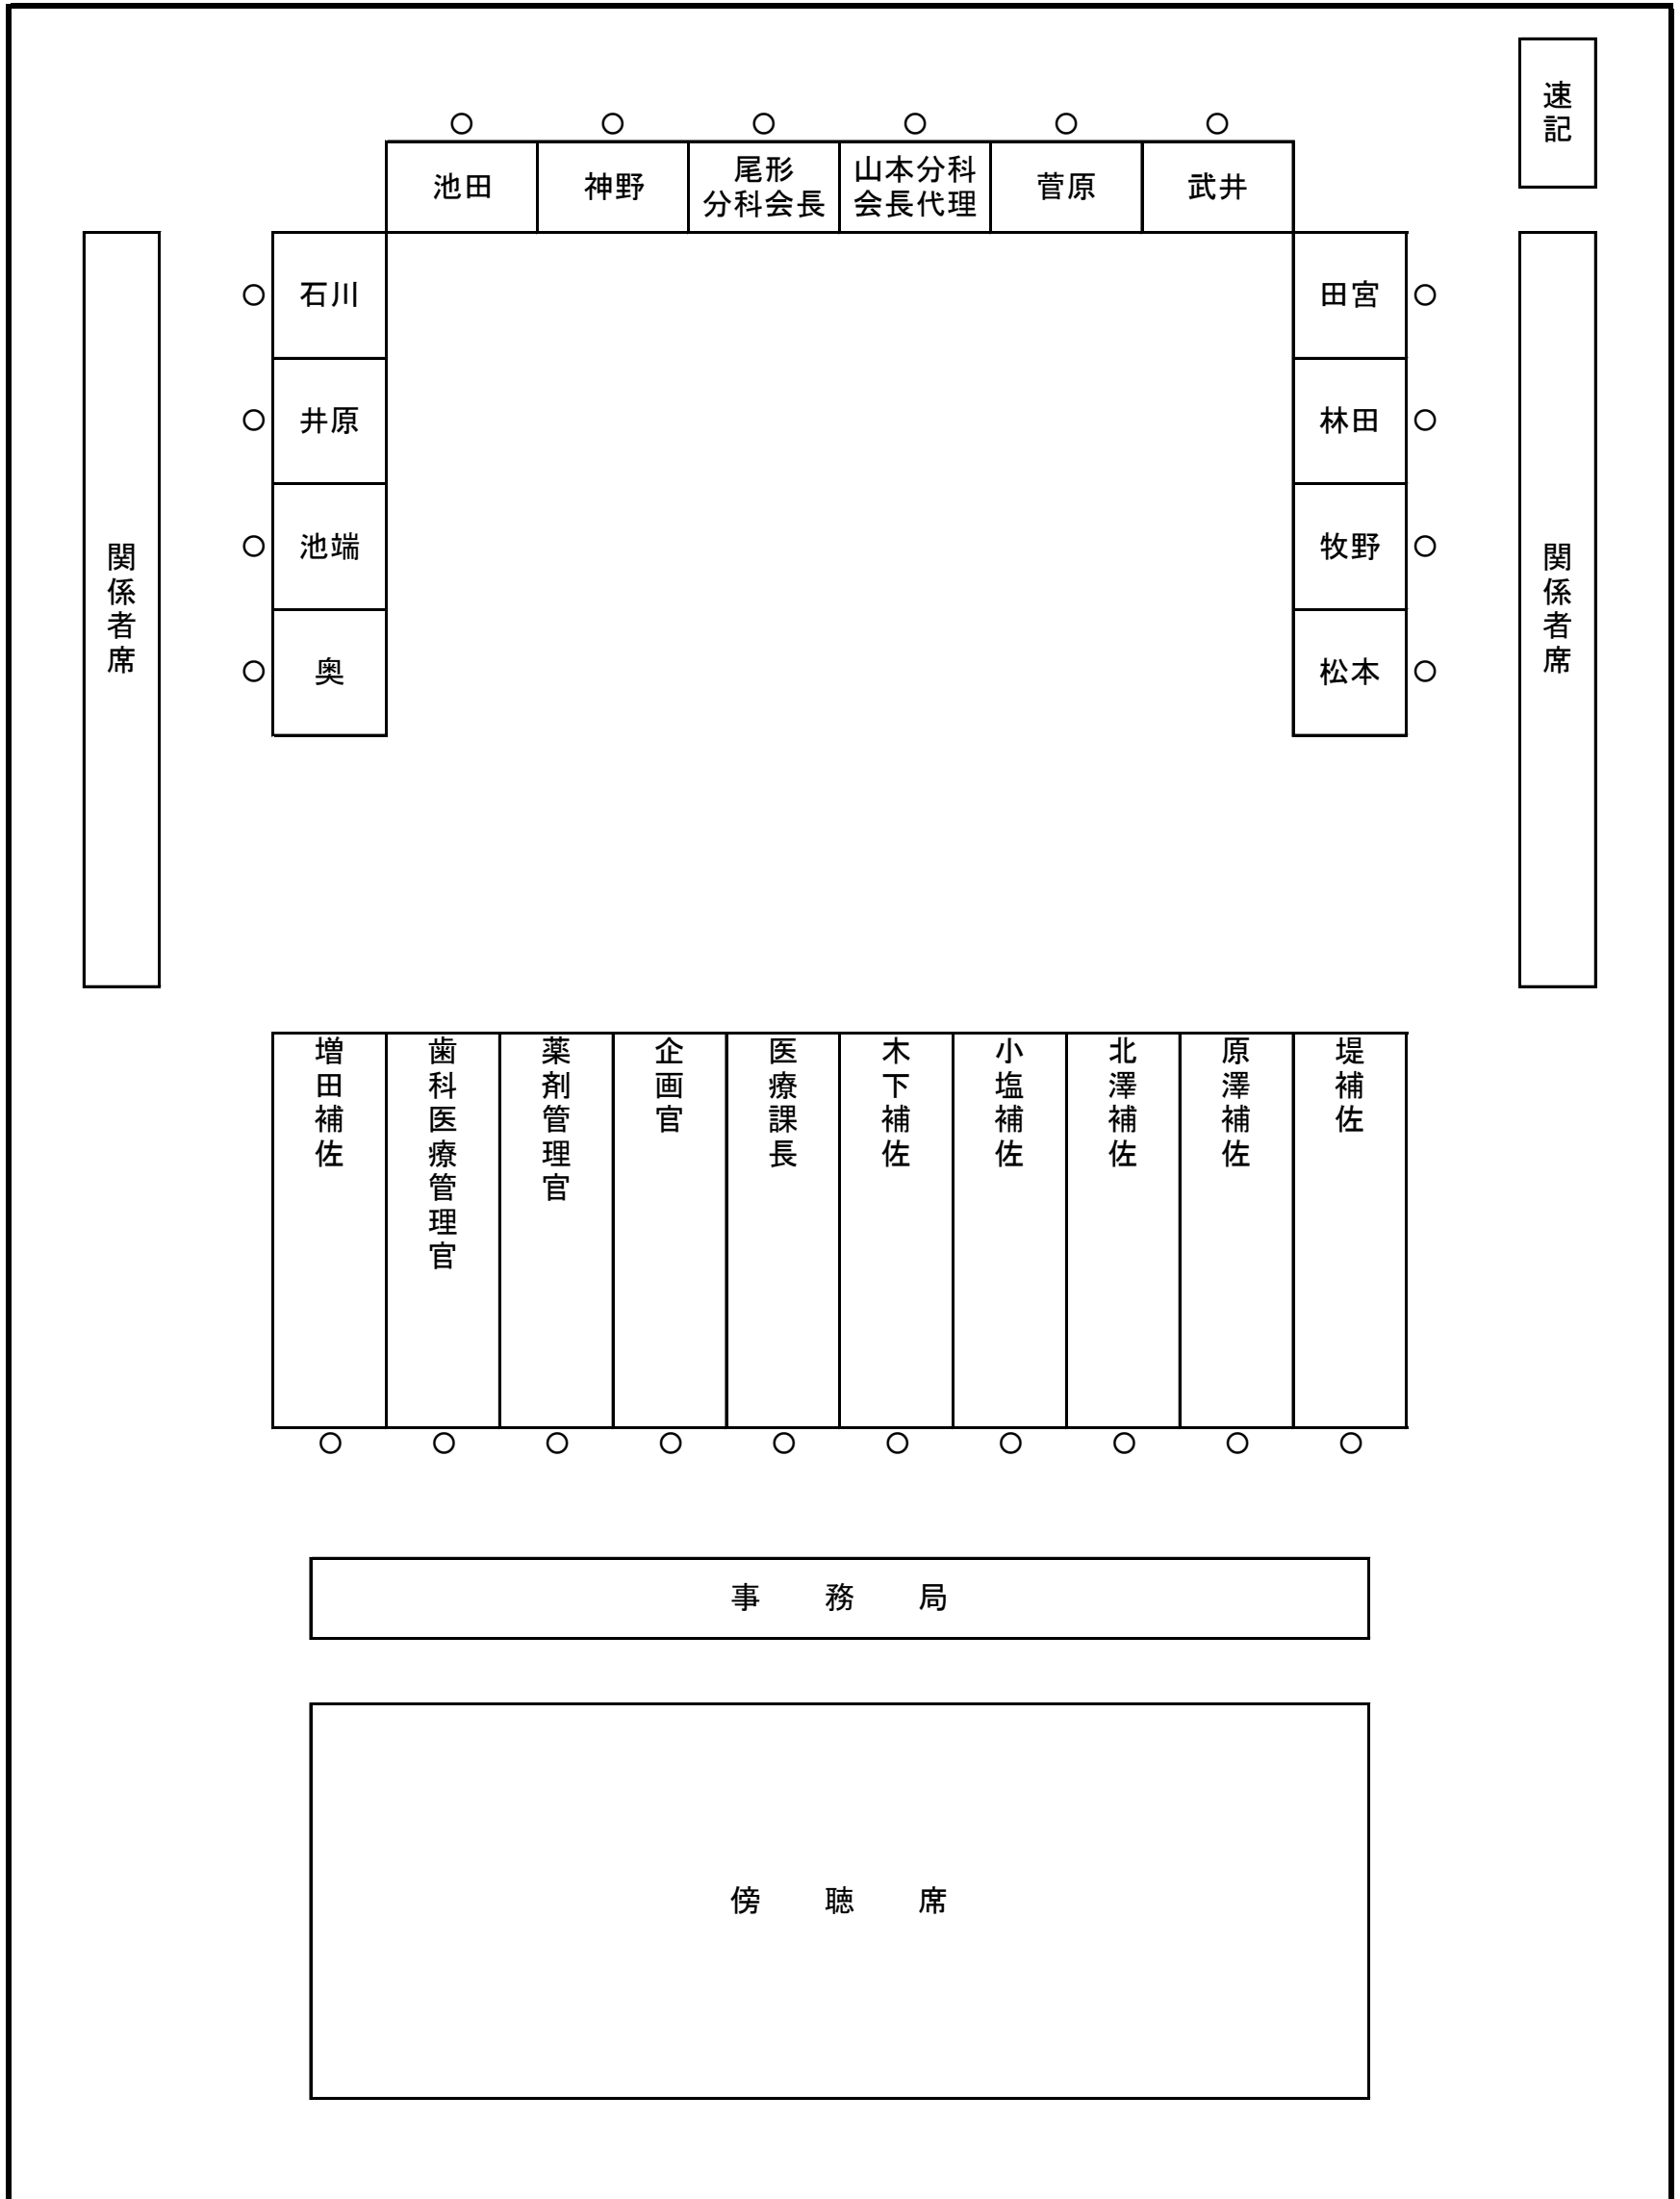 速記
池田
神野
尾形
分科会長
山本分科
会長代理
菅原
武井
石川
井原
池端
奥
田宮
林田
牧野
松本
関係者席
関係者席
増田補佐
歯科医療管理官
薬剤管理官
企画官
医療課長
木下補佐
小塩補佐
北澤補佐
原澤補佐
堤補佐
事　務　局
傍　聴　席